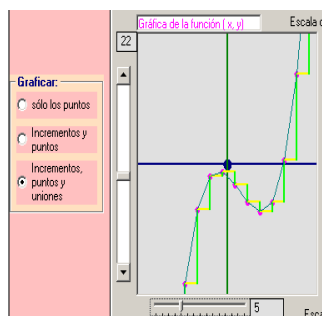 Gráfica de la función ( x, y)
Escala d
22
Graficar:
sólo los puntos
Incrementos y
puntos
Incrementos,
puntos y
uniones
5
Esca